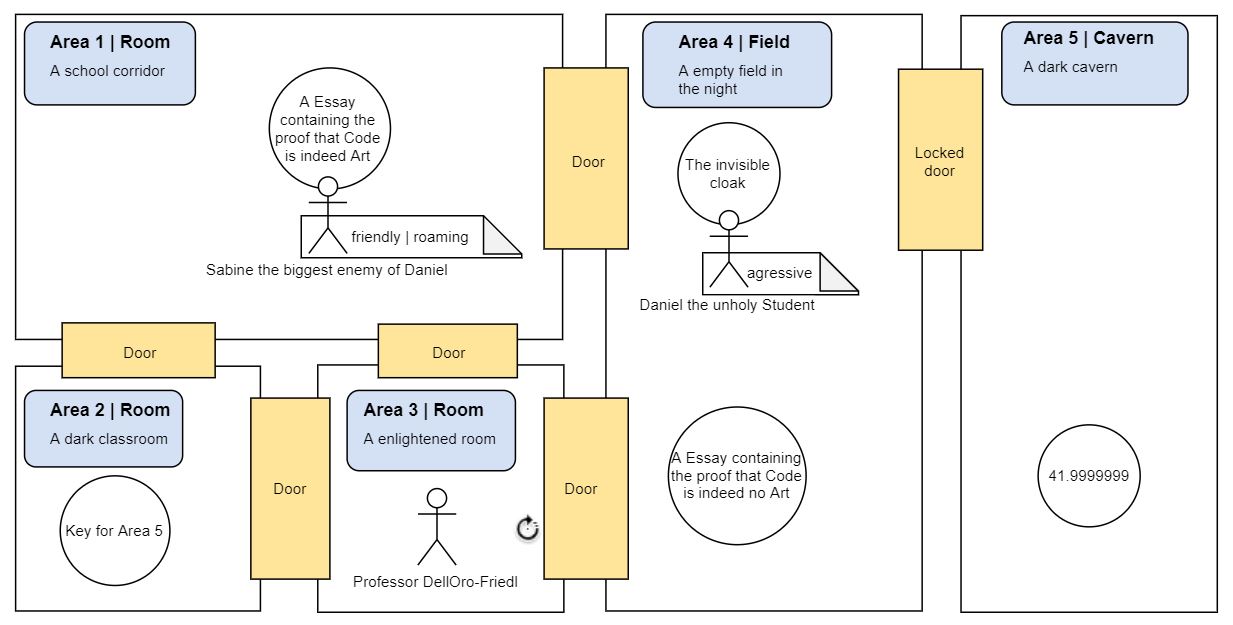 Area 1 | Room
A school corridor
A Essay
containing the
proof that Code
is indeed Art
friendly | roaming
Sabine the biggest enemy of Daniel
Door
Area 4 | Field
A empty field in
the night
The invisible
cloak
agressive
Daniel the unholy Student
Locked
door
Area 5 | Cavern
A dark cavern
Door
Door
Area 2 | Room
A dark classroom
Key for Area 5
Door
Area 3 | Room
A enlightened room
Professor DellOro-Friedl
Door
A Essay containing
the proof that Code
is indeed no Art
41.9999999